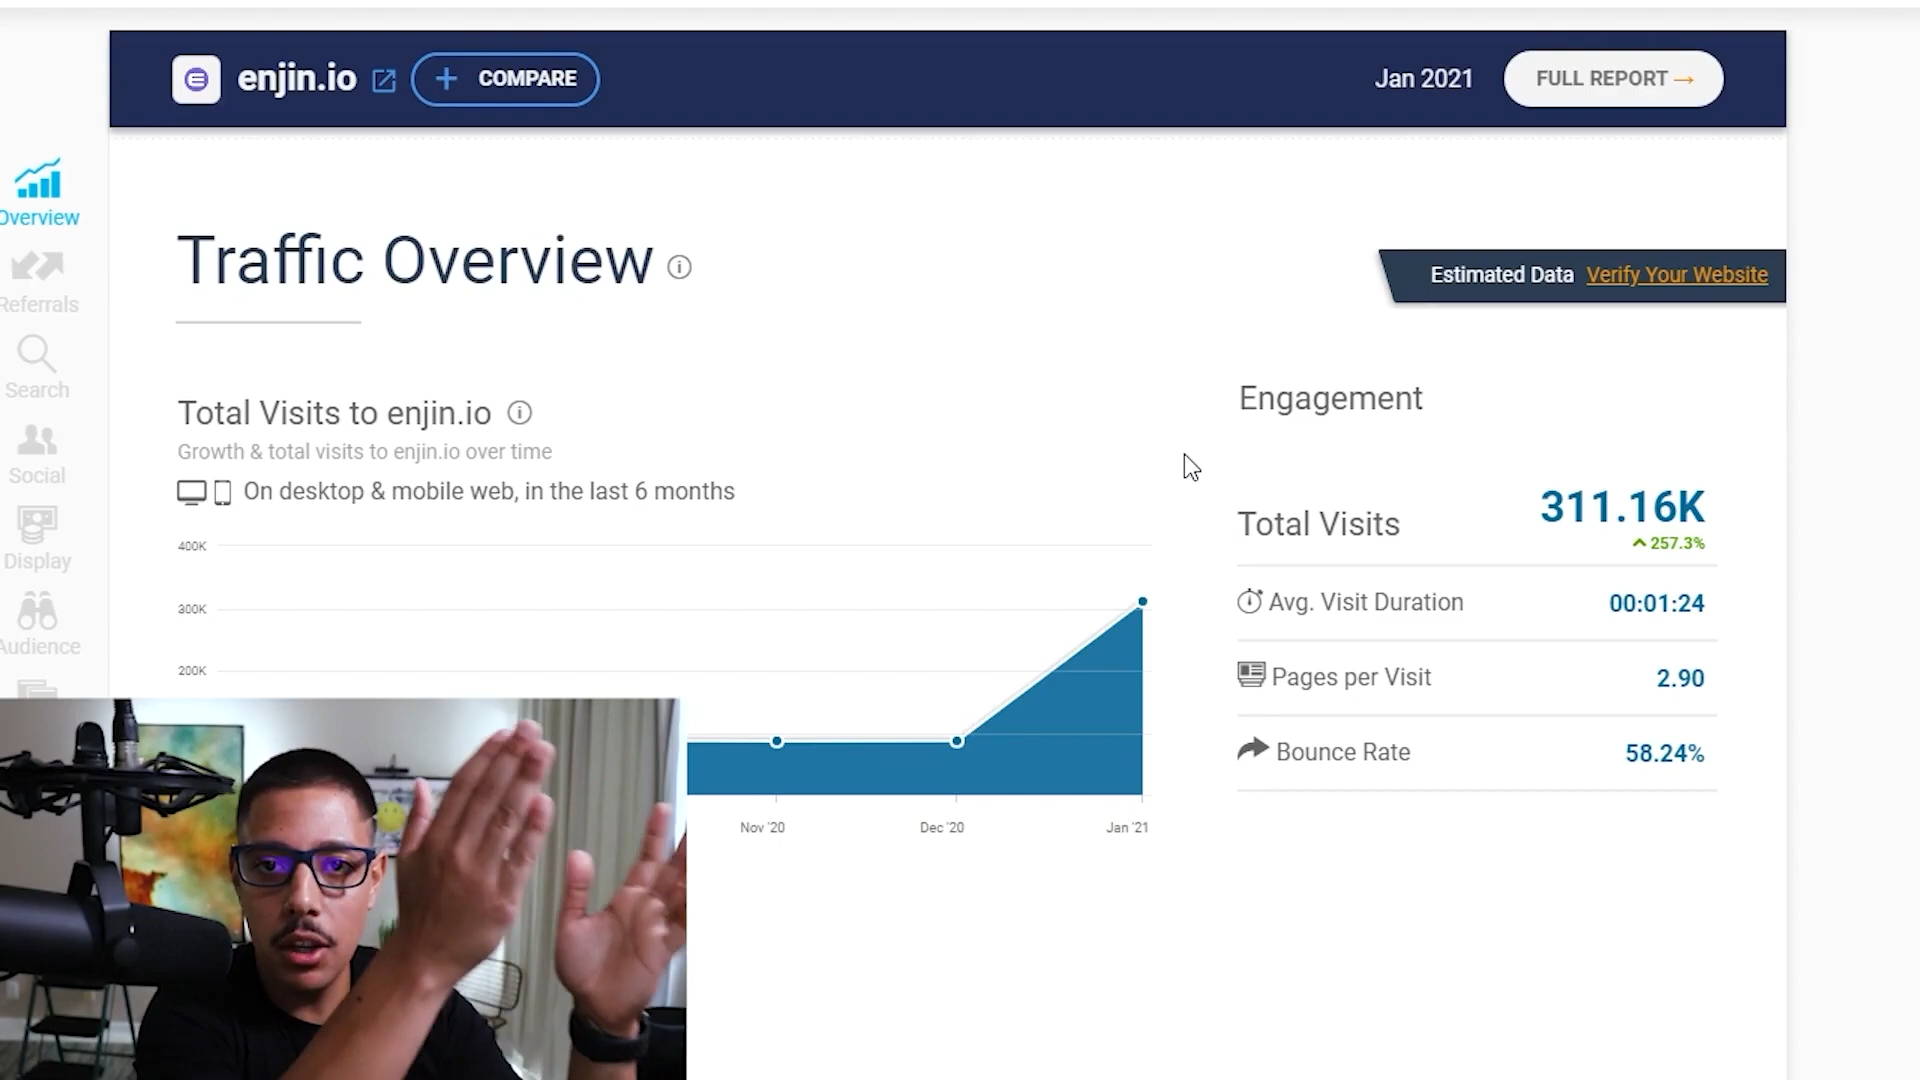 enjin.io
+ COMPARE
Jan 2021
FULL REPORT →
Overview
Referrals
Search
Social
Display
Audience
Traffic Overview
Estimated Data Verify Your Website
Total Visits to enjin.io
Growth & total visits to enjin.io over time
On desktop & mobile web, in the last 6 months
400K
300K
200K
Nov '20
Dec '20
Jan '21
Engagement
Total Visits
311.16K
257.3%
Avg. Visit Duration
00:01:24
Pages per Visit
2.90
Bounce Rate
58.24%